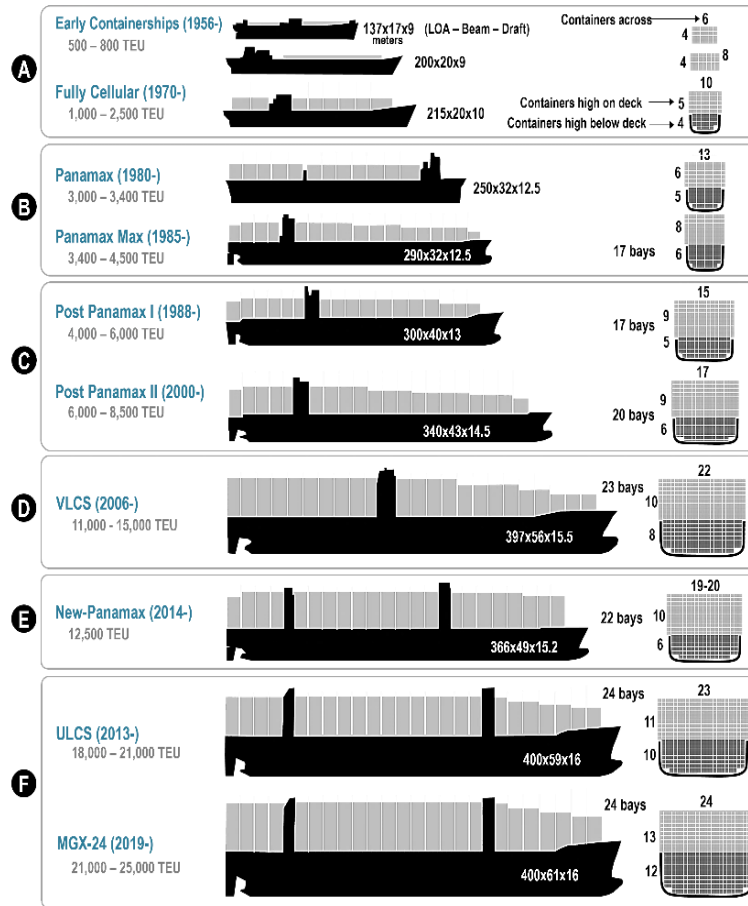 A
Early Containerships (1956-)
500 – 800 TEU
137x17x9
meters
(LOA – Beam – Draft)
Containers across
6
4
200x20x9
4
8
Fully Cellular (1970-)
1,000 – 2,500 TEU
215x20x10
10
Containers high on deck
5
Containers high below deck
4
B
Panamax (1980-)
3,000 – 3,400 TEU
250x32x12.5
13
6
5
Panamax Max (1985-)
3,400 – 4,500 TEU
290x32x12.5
17 bays
8
6
C
Post Panamax I (1988-)
4,000 – 6,000 TEU
300x40x13
17 bays
15
9
5
Post Panamax II (2000-)
6,000 – 8,500 TEU
340x43x14.5
20 bays
17
9
6
D
VLCS (2006-)
11,000 - 15,000 TEU
397x56x15.5
23 bays
22
10
8
E
New-Panamax (2014-)
12,500 TEU
366x49x15.2
22 bays
19-20
10
6
F
ULCS (2013-)
18,000 – 21,000 TEU
400x59x16
24 bays
23
11
10
MGX-24 (2019-)
21,000 – 25,000 TEU
400x61x16
24 bays
24
13
12